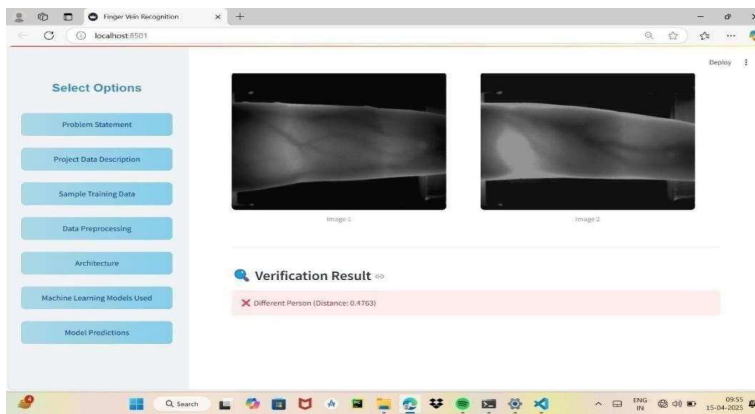 Finger Vein Recognition
localhost:8501
Deploy
Select Options
Problem Statement
Project Data Description
Sample Training Data
Data Preprocessing
Architecture
Machine Learning Models Used
Model Predictions
Image 1
Image 2
Verification Result
Different Person (Distance: 0.4763)
Search
ENG
IN
09:55
15-04-2025